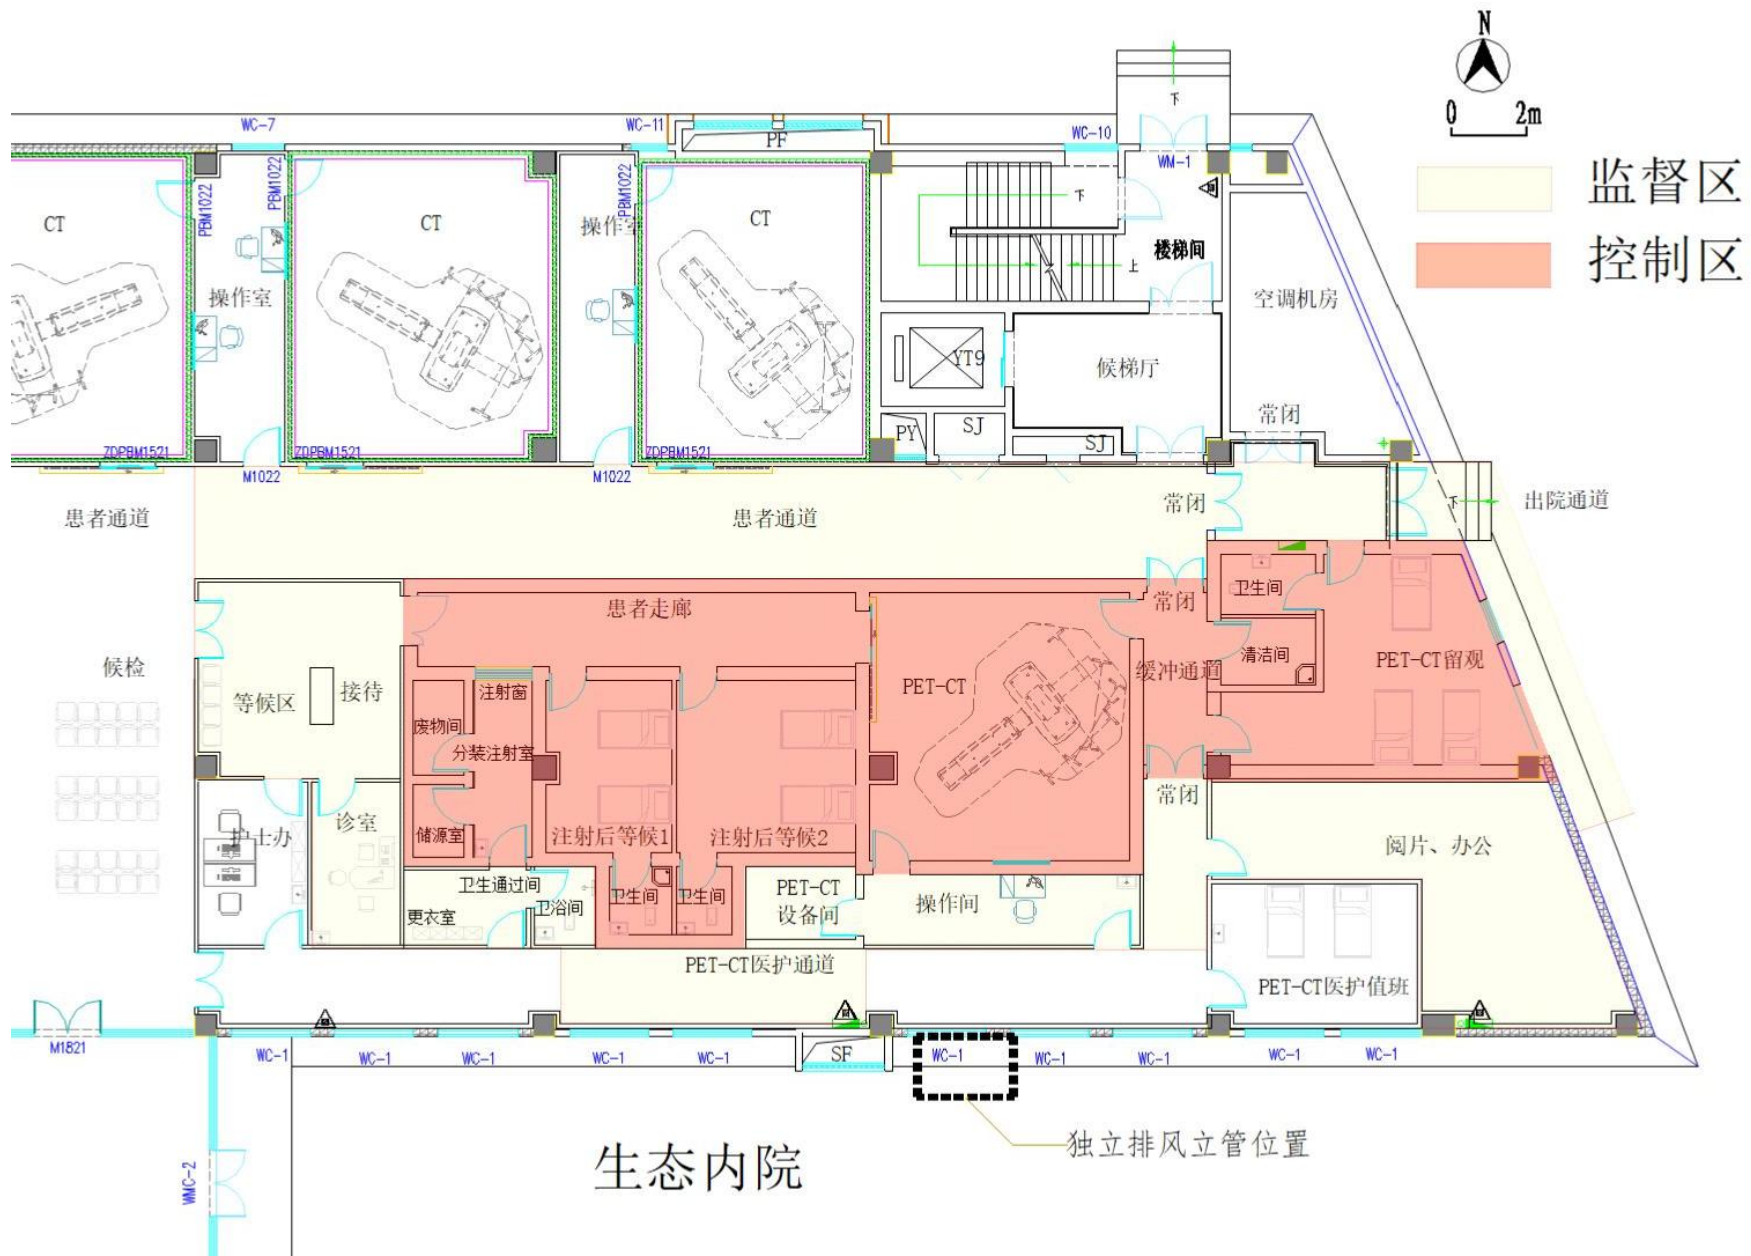 N
0 2m
监督区
控制区
WC-7
WC-11
PF
WC-10
下
WM-1
PBM1022
PBM1022
PBM1022
CT
CT
操作室
CT
下
楼梯间
上
操作室
空调机房
YT9
候梯厅
常闭
PY
SJ
SJ
ZDPBM1521
ZDPBM1521
ZDPBM1521
M1022
M1022
患者通道
患者通道
常闭
下
出院通道
患者走廊
常闭
卫生间
候检
等候区
接待
注射窗
PET-CT
缓冲通道
清洁间
PET-CT留观
废物间
分装注射室
常闭
护士办
诊室
储源室
注射后等候1
注射后等候2
阅片、办公
卫生通过间
卫生间
卫生间
PET-CT
设备间
操作间
更衣室
卫浴间
PET-CT医护通道
PET-CT医护值班
M1821
WC-1
WC-1
WC-1
WC-1
WC-1
SF
WC-1
WC-1
WC-1
WC-1
WC-1
独立排风立管位置
生态内院
WMC-2